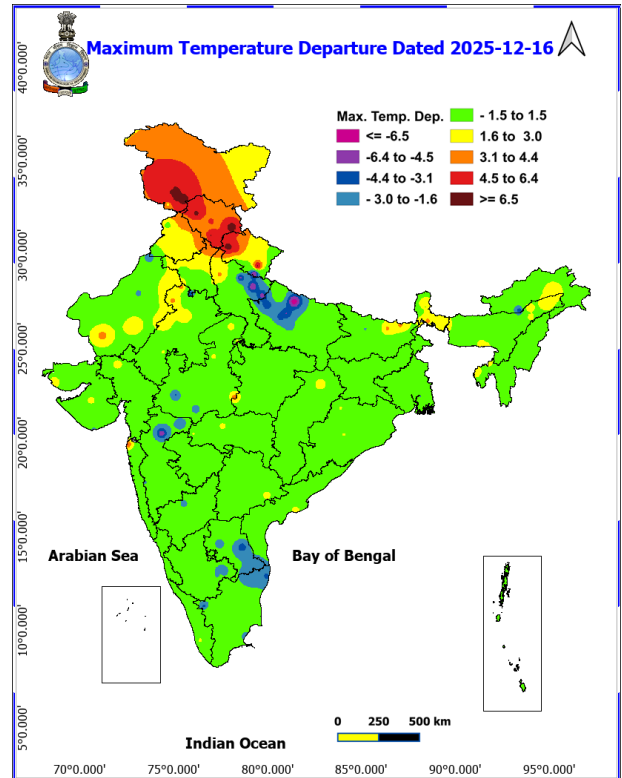 Maximum Temperature Departure Dated 2025-12-16
Max. Temp. Dep.
<= -6.5
-6.4 to -4.5
-4.4 to -3.1
- 3.0 to -1.6
- 1.5 to 1.5
1.6 to 3.0
3.1 to 4.4
4.5 to 6.4
>= 6.5
40°0.000'
35°0.000'
30°0.000'
25°0.000'
20°0.000'
15°0.000'
10°0.000'
5°0.000'
Arabian Sea
Bay of Bengal
Indian Ocean
0 250 500 km
70°0.000' 75°0.000' 80°0.000' 85°0.000' 90°0.000' 95°0.000'